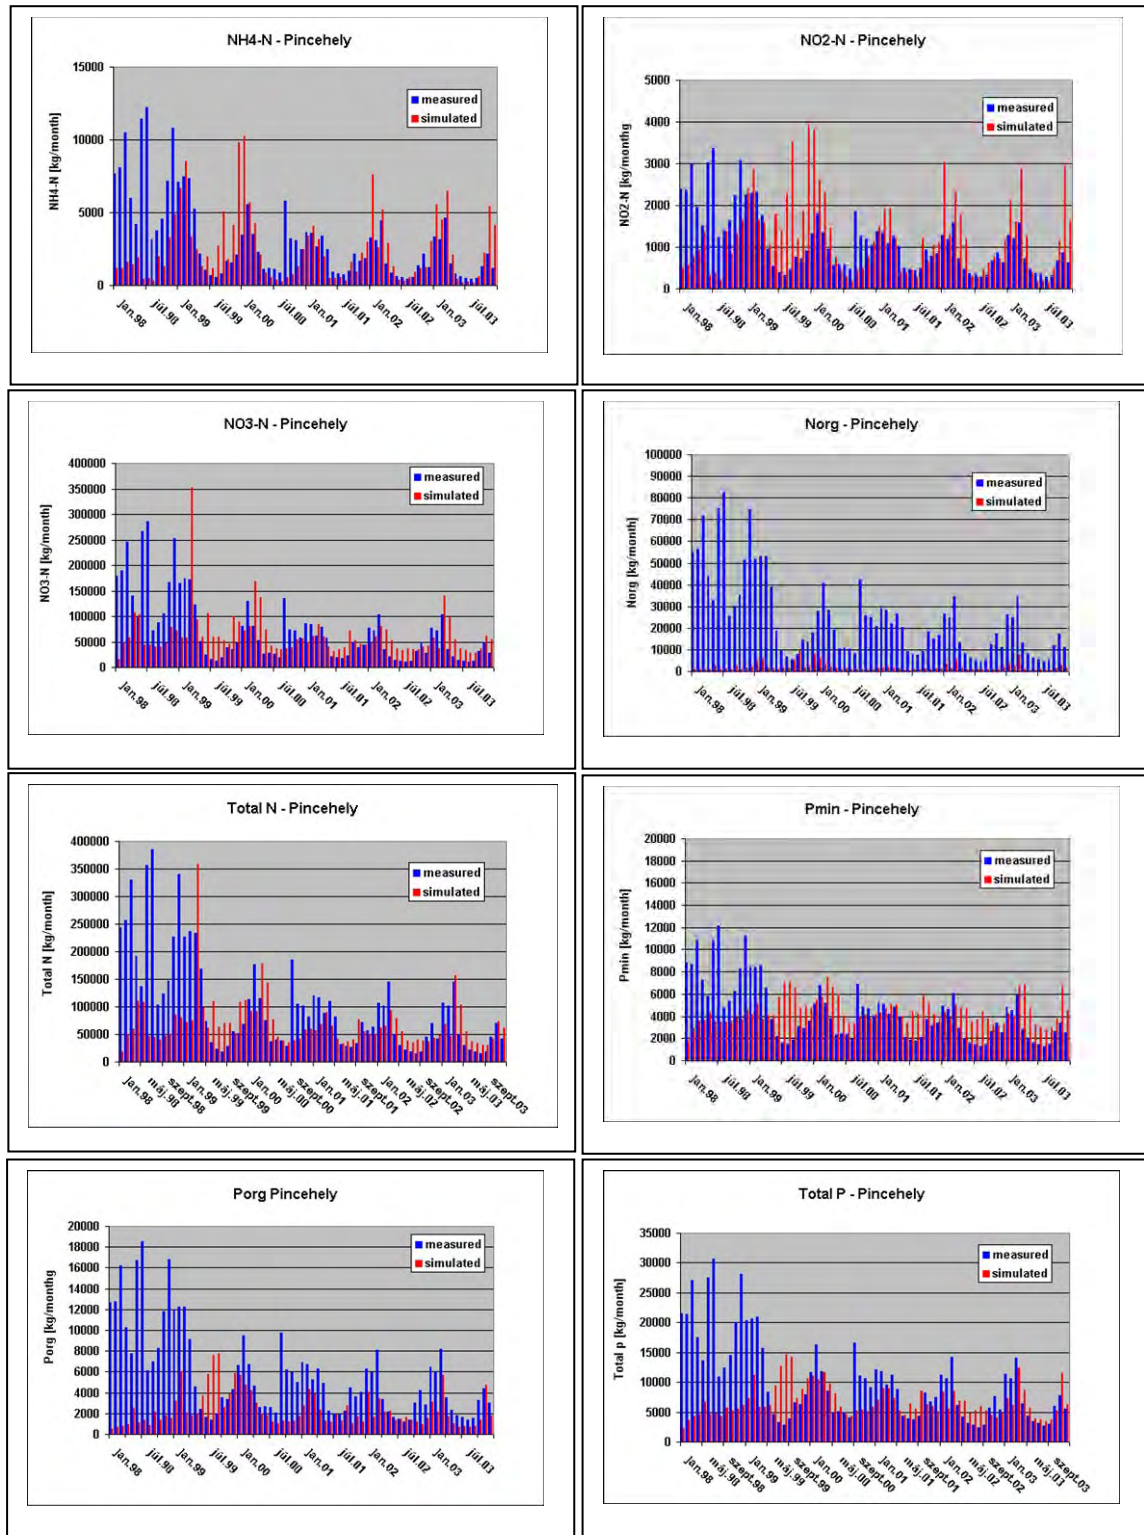 NH4-N - Pincehely
NH4-N [kg/month]
15000
10000
5000
0
measured
simulated
jan.98
júl.98
jan.99
júl.99
jan.00
júl.00
jan.01
júl.01
jan.02
júl.02
jan.03
júl.03
NO2-N - Pincehely
NO2-N [kg/monthg
5000
4000
3000
2000
1000
0
measured
simulated
jan.98
júl.98
jan.99
júl.99
jan.00
júl.00
jan.01
júl.01
jan.02
júl.02
jan.03
júl.03
NO3-N - Pincehely
NO3-N [kg/month]
400000
350000
300000
250000
200000
150000
100000
50000
0
measured
simulated
jan.98
júl.98
jan.99
júl.99
jan.00
júl.00
jan.01
júl.01
jan.02
júl.02
jan.03
júl.03
Norg - Pincehely
Norg [kg/month]
100000
90000
80000
70000
60000
50000
40000
30000
20000
10000
0
measured
simulated
jan.98
júl.98
jan.99
júl.99
jan.00
júl.00
jan.01
júl.01
jan.02
júl.02
jan.03
júl.03
Total N - Pincehely
Total N [kg/month]
400000
350000
300000
250000
200000
150000
100000
50000
0
measured
simulated
jan.98
máj.98
szept.98
jan.99
máj.99
szept.99
jan.00
máj.00
szept.00
jan.01
máj.01
szept.01
jan.02
máj.02
szept.02
jan.03
máj.03
szept.03
Pmin - Pincehely
Pmin [kg/month]
20000
18000
16000
14000
12000
10000
8000
6000
4000
2000
0
measured
simulated
jan.98
júl.98
jan.99
júl.99
jan.00
júl.00
jan.01
júl.01
jan.02
júl.02
jan.03
júl.03
Porg Pincehely
Porg [kg/monthg
20000
18000
16000
14000
12000
10000
8000
6000
4000
2000
0
measured
simulated
jan.98
júl.98
jan.99
júl.99
jan.00
júl.00
jan.01
júl.01
jan.02
júl.02
jan.03
júl.03
Total P - Pincehely
Total p [kg/month]
35000
30000
25000
20000
15000
10000
5000
0
measured
simulated
jan.98
máj.98
szept.98
jan.99
máj.99
szept.99
jan.00
máj.00
szept.00
jan.01
máj.01
szept.01
jan.02
máj.02
szept.02
jan.03
máj.03
szept.03